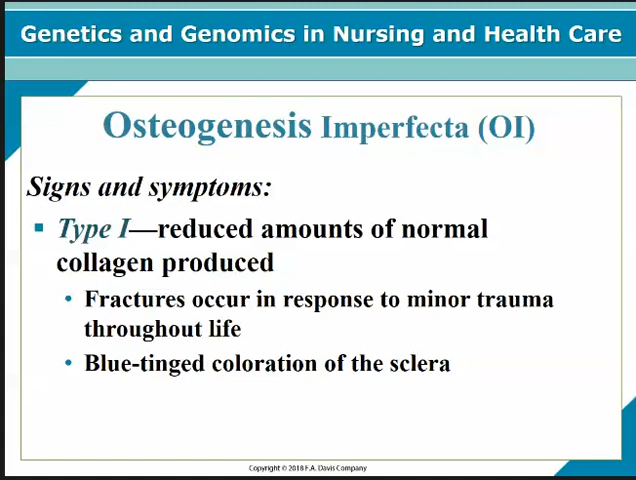 Genetics and Genomics in Nursing and Health Care
Osteogenesis Imperfecta (OI)
Signs and symptoms:
▪ Type I—reduced amounts of normal
collagen produced
• Fractures occur in response to minor trauma
throughout life
• Blue-tinged coloration of the sclera
Copyright © 2018 F.A. Davis Company